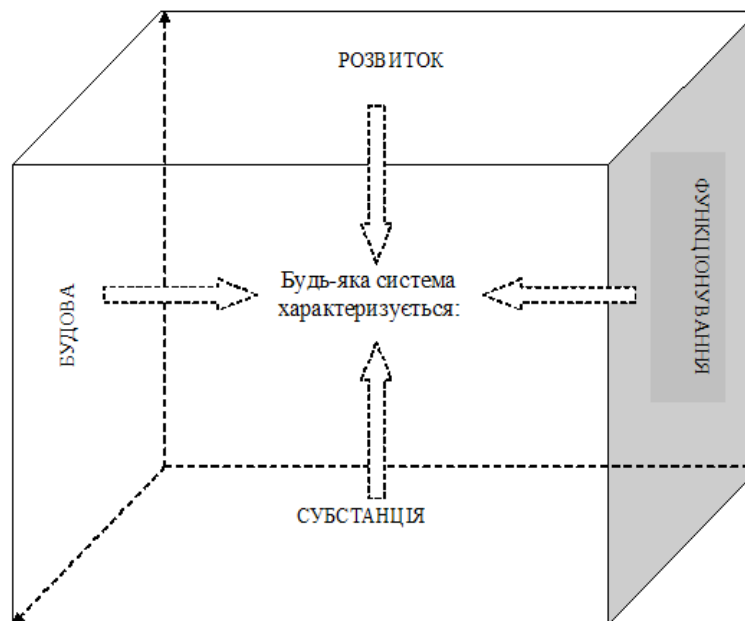 РОЗВИТОК
БУДОВА
Будь-яка система
характеризується:
ФУНКЦІОНУВАННЯ
СУБСТАНЦІЯ